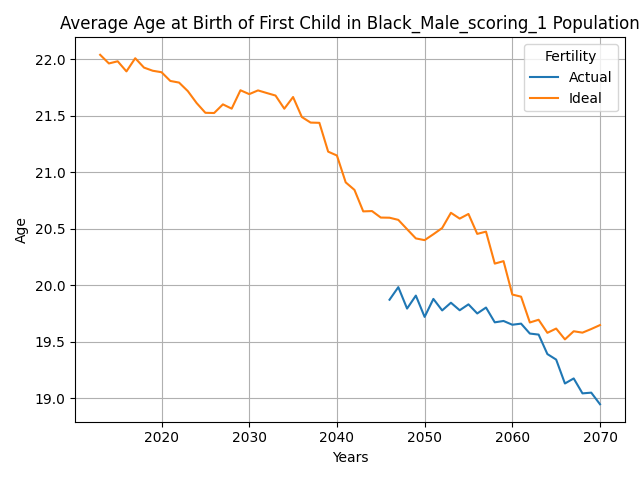 Average Age at Birth of First Child in Black_Male_scoring_1 Population
Fertility
Actual
Ideal
22.0
21.5
21.0
20.5
20.0
19.5
19.0
Age
2020 2030 2040 2050 2060 2070
Years